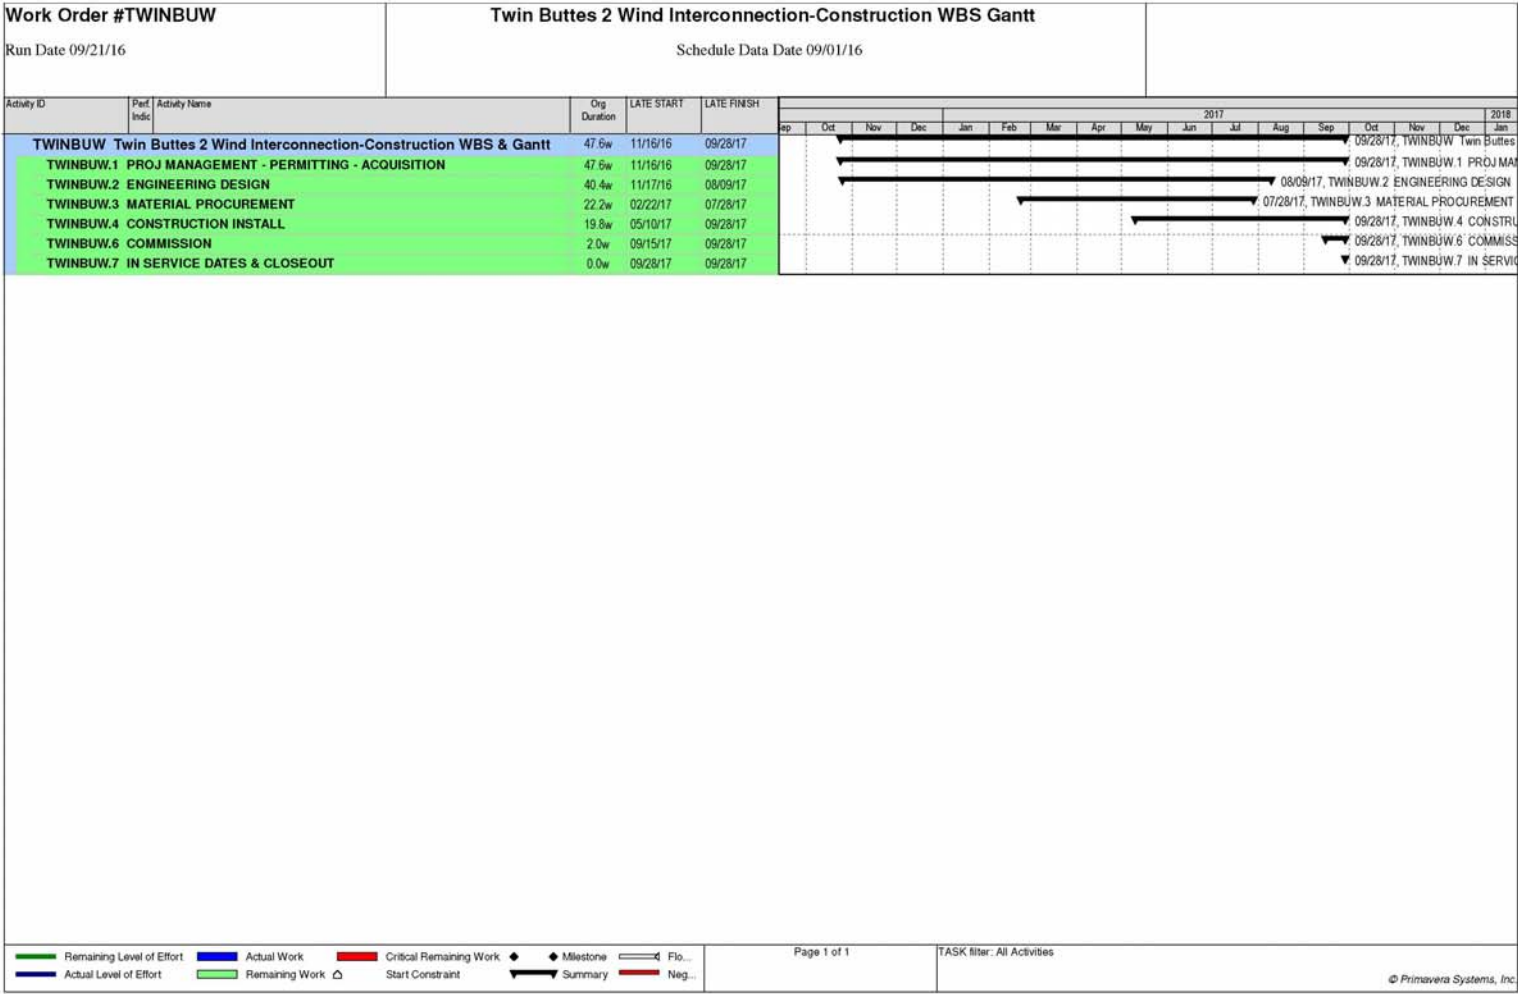 Work Order #TWINBUW
Twin Buttes 2 Wind Interconnection-Construction WBS Gantt
Run Date 09/21/16
Schedule Data Date 09/01/16
Activity ID Perf. Indic Activity Name Org Duration LATE START LATE FINISH
2017 2018
ep Oct Nov Dec Jan Feb Mar Apr May Jun Jul Aug Sep Oct Nov Dec Jan
TWINBUW Twin Buttes 2 Wind Interconnection-Construction WBS & Gantt 47.6w 11/16/16 09/28/17 09/28/17, TWINBUW Twin Buttes
TWINBUW.1 PROJ MANAGEMENT - PERMITTING - ACQUISITION 47.6w 11/16/16 09/28/17 09/28/17, TWINBUW.1 PROJ MAN
TWINBUW.2 ENGINEERING DESIGN 40.4w 11/17/16 08/09/17 08/09/17, TWINBUW.2 ENGINEERING DESIGN
TWINBUW.3 MATERIAL PROCUREMENT 22.2w 02/22/17 07/28/17 07/28/17, TWINBUW.3 MATERIAL PROCUREMENT
TWINBUW.4 CONSTRUCTION INSTALL 19.8w 05/10/17 09/28/17 09/28/17, TWINBUW.4 CONSTRU
TWINBUW.6 COMMISSION 2.0w 09/15/17 09/28/17 09/28/17, TWINBUW.6 COMMISS
TWINBUW.7 IN SERVICE DATES & CLOSEOUT 0.0w 09/28/17 09/28/17 09/28/17, TWINBUW.7 IN SERVIC
Remaining Level of Effort Actual Work Critical Remaining Work Milestone Flo...
Actual Level of Effort Remaining Work Start Constraint Summary Neg...
Page 1 of 1
TASK filter: All Activities
© Primavera Systems, Inc.